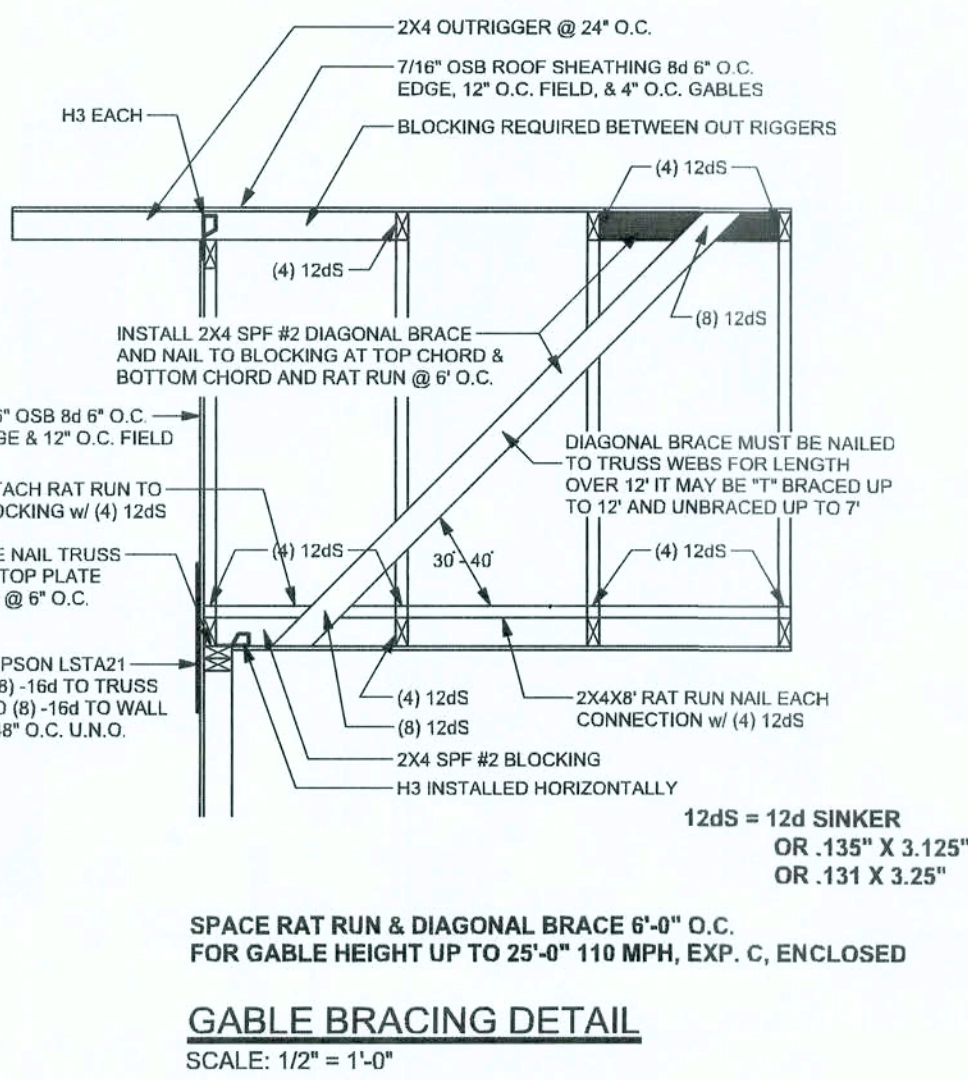 2X4 OUTRIGGER @ 24" O.C.
7/16" OSB ROOF SHEATHING 8d 6" O.C.
EDGE, 12" O.C. FIELD, & 4" O.C. GABLES
H3 EACH
BLOCKING REQUIRED BETWEEN OUT RIGGERS
(4) 12dS
(4) 12dS
(8) 12dS
INSTALL 2X4 SPF #2 DIAGONAL BRACE
AND NAIL TO BLOCKING AT TOP CHORD &
BOTTOM CHORD AND RAT RUN @ 6' O.C.
OSB 8d 6" O.C.
& 12" O.C. FIELD
DIAGONAL BRACE MUST BE NAILED
TO TRUSS WEBS FOR LENGTH
OVER 12' IT MAY BE "T" BRACED UP
TO 12' AND UNBRACED UP TO 7'
TACH RAT RUN TO
OCKING w/ (4) 12dS
(4) 12dS
30° - 40°
(4) 12dS
E NAIL TRUSS
TOP PLATE
@ 6" O.C.
PSON LSTA21
8) -16d TO TRUSS
(8) -16d TO WALL
48" O.C. U.N.O.
(4) 12dS
(8) 12dS
2X4X8' RAT RUN NAIL EACH
CONNECTION w/ (4) 12dS
2X4 SPF #2 BLOCKING
H3 INSTALLED HORIZONTALLY
12dS = 12d SINKER
OR .135" X 3.125"
OR .131 X 3.25"
SPACE RAT RUN & DIAGONAL BRACE 6'-0" O.C.
FOR GABLE HEIGHT UP TO 25'-0" 110 MPH, EXP. C, ENCLOSED
GABLE BRACING DETAIL
SCALE: 1/2" = 1'-0"